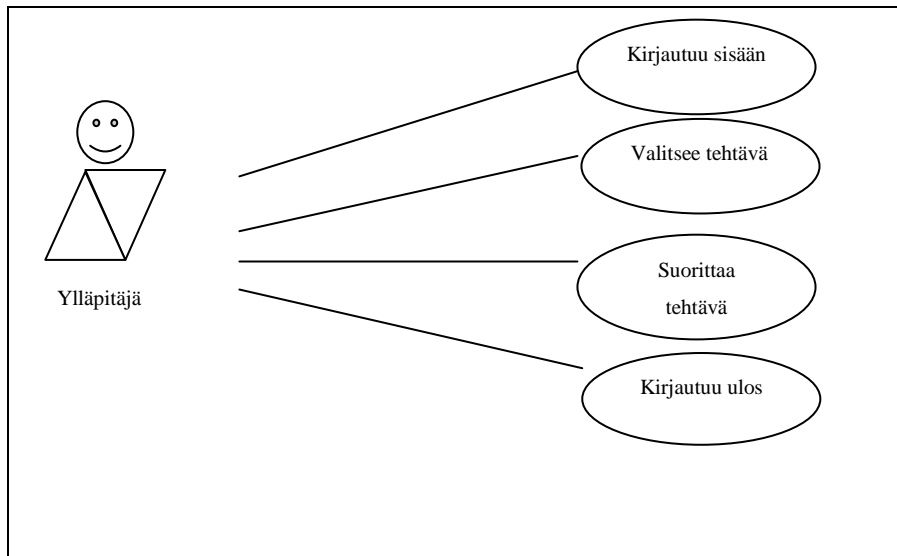 Kirjautuu sisään
Valitsee tehtävä
Suorittaa
tehtävä
Ylläpitäjä
Kirjautuu ulos